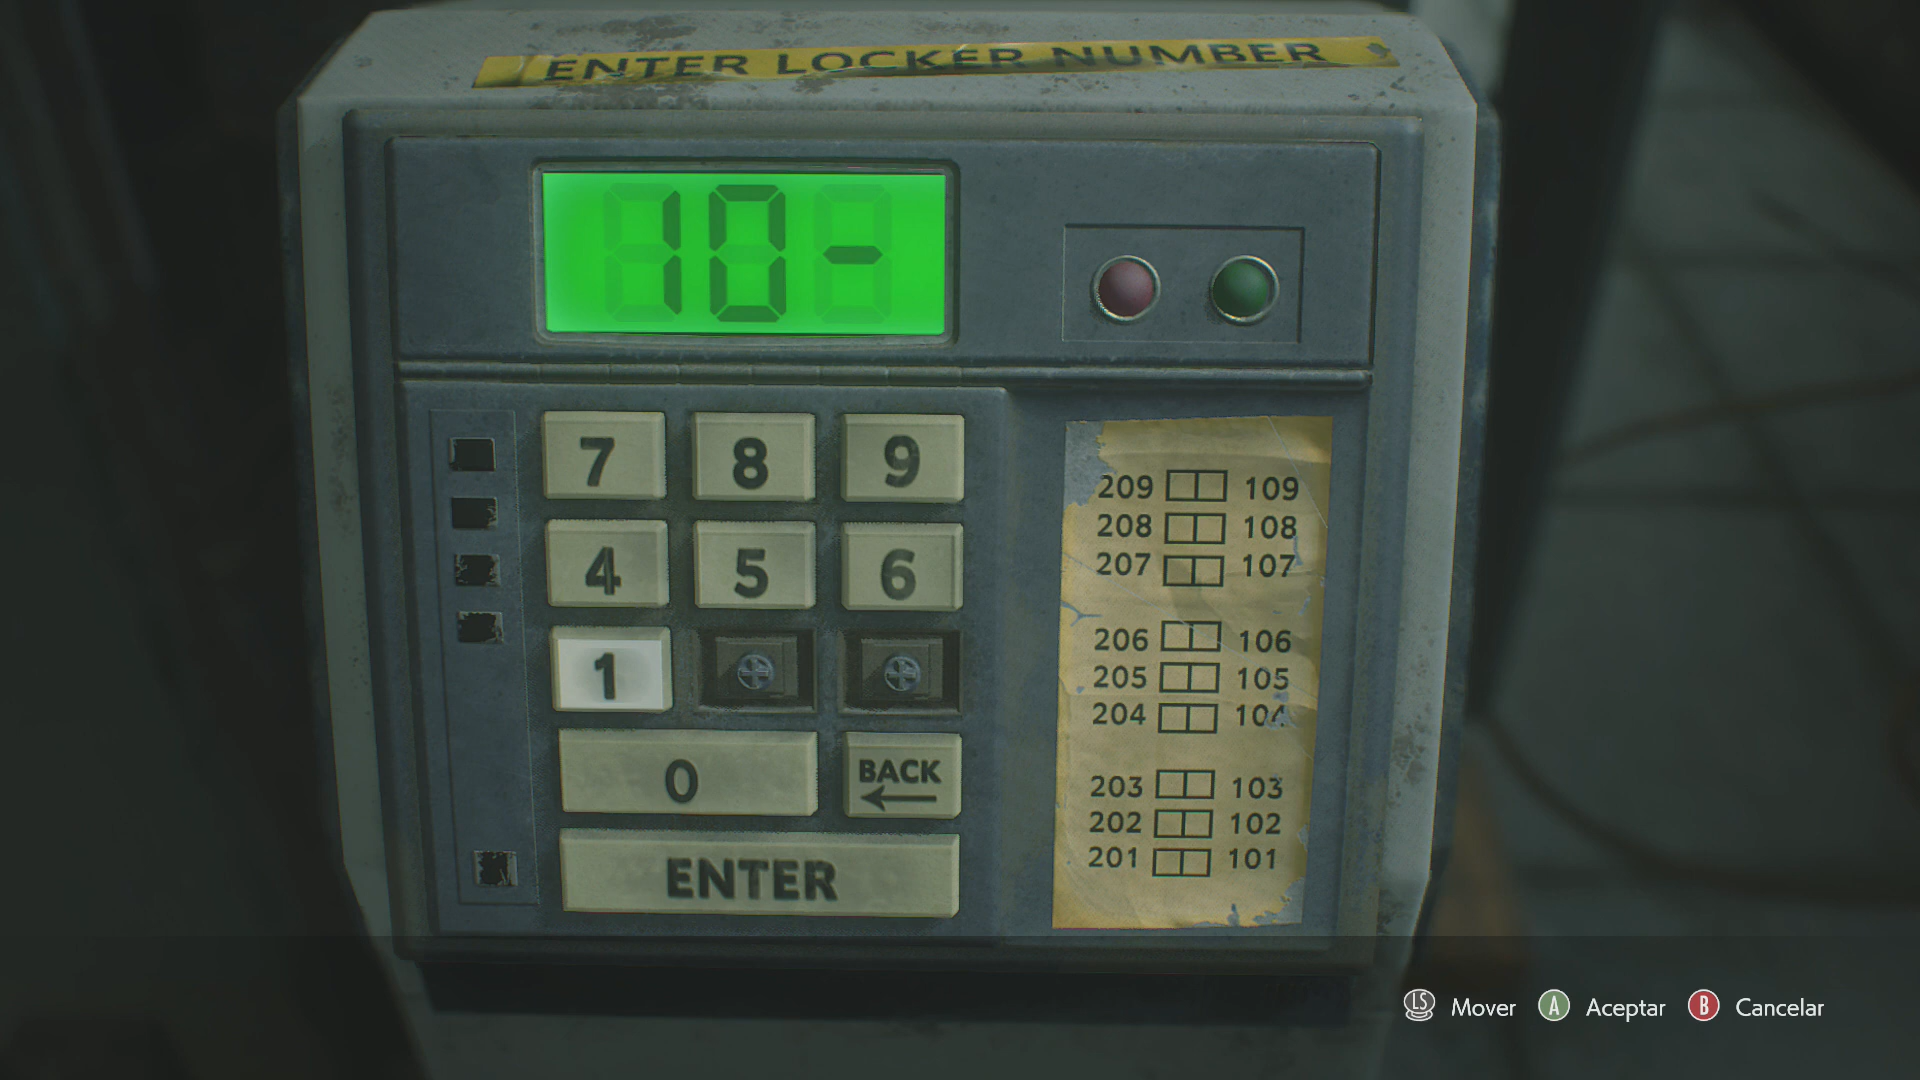 ENTER LOCKER NUMBER
10-
7 8 9
4 5 6
1
0 BACK
ENTER
209 109
208 108
207 107
206 106
205 105
204 104
203 103
202 102
201 101
LS Mover A Aceptar B Cancelar